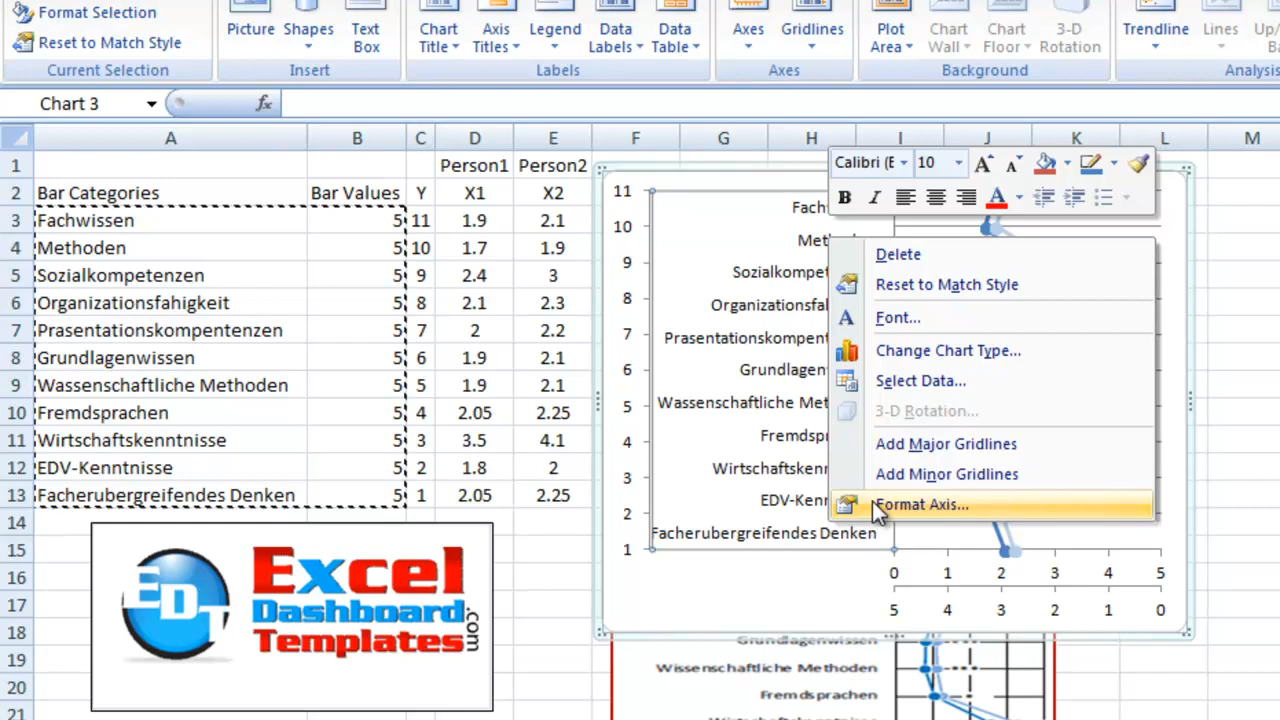 Format Selection
Reset to Match Style
Current Selection
Picture Shapes Text Box
Insert
Chart Title Axis Titles Legend Data Labels Data Table
Labels
Axes Gridlines
Axes
Plot Area Chart Wall Chart Floor 3-D Rotation
Background
Trendline Lines
Analysis
Chart 3 fx
A B C D E F G H I J K L M
1 Person1 Person2
2 Bar Categories Bar Values Y X1 X2
3 Fachwissen 5 11 1.9 2.1
4 Methoden 5 10 1.7 1.9
5 Sozialkompetenzen 5 9 2.4 3
6 Organizationsfahigkeit 5 8 2.1 2.3
7 Prasentationskompentenzen 5 7 2 2.2
8 Grundlagenwissen 5 6 1.9 2.1
9 Wassenschaftliche Methoden 5 5 1.9 2.1
10 Fremdsprachen 5 4 2.05 2.25
11 Wirtschaftskenntnisse 5 3 3.5 4.1
12 EDV-Kenntnisse 5 2 1.8 2
13 Facherubergreifendes Denken 5 1 2.05 2.25
14
15
16
17
18
19
20
21
EDT
Excel
Dashboard
Templates
.com
11 Fach
10 Meth
9 Sozialkompet
8 Organizationsfa
7 Prasentationskompent
6 Grundlagen
5 Wassenschaftliche Met
4 Fremdsp
3 Wirtschaftskenn
2 EDV-Ken
1 Facherubergreifendes Denken
0 1 2 3 4 5
5 4 3 2 1 0
Calibri (E 10 A A
B I A
Delete
Reset to Match Style
Font...
Change Chart Type...
Select Data...
3-D Rotation...
Add Major Gridlines
Add Minor Gridlines
Format Axis...
Grundlagenwissen
Wissenschaftliche Methoden
Fremdsprachen